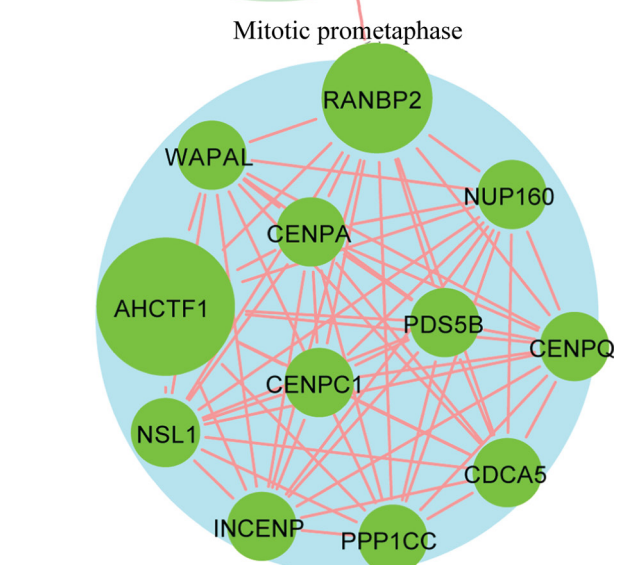 Mitotic prometaphase
RANBP2
WAPAL
NUP160
CENPA
AHCTF1
PDS5B
CENPQ
CENPC1
NSL1
CDCA5
INCENP
PPP1CC